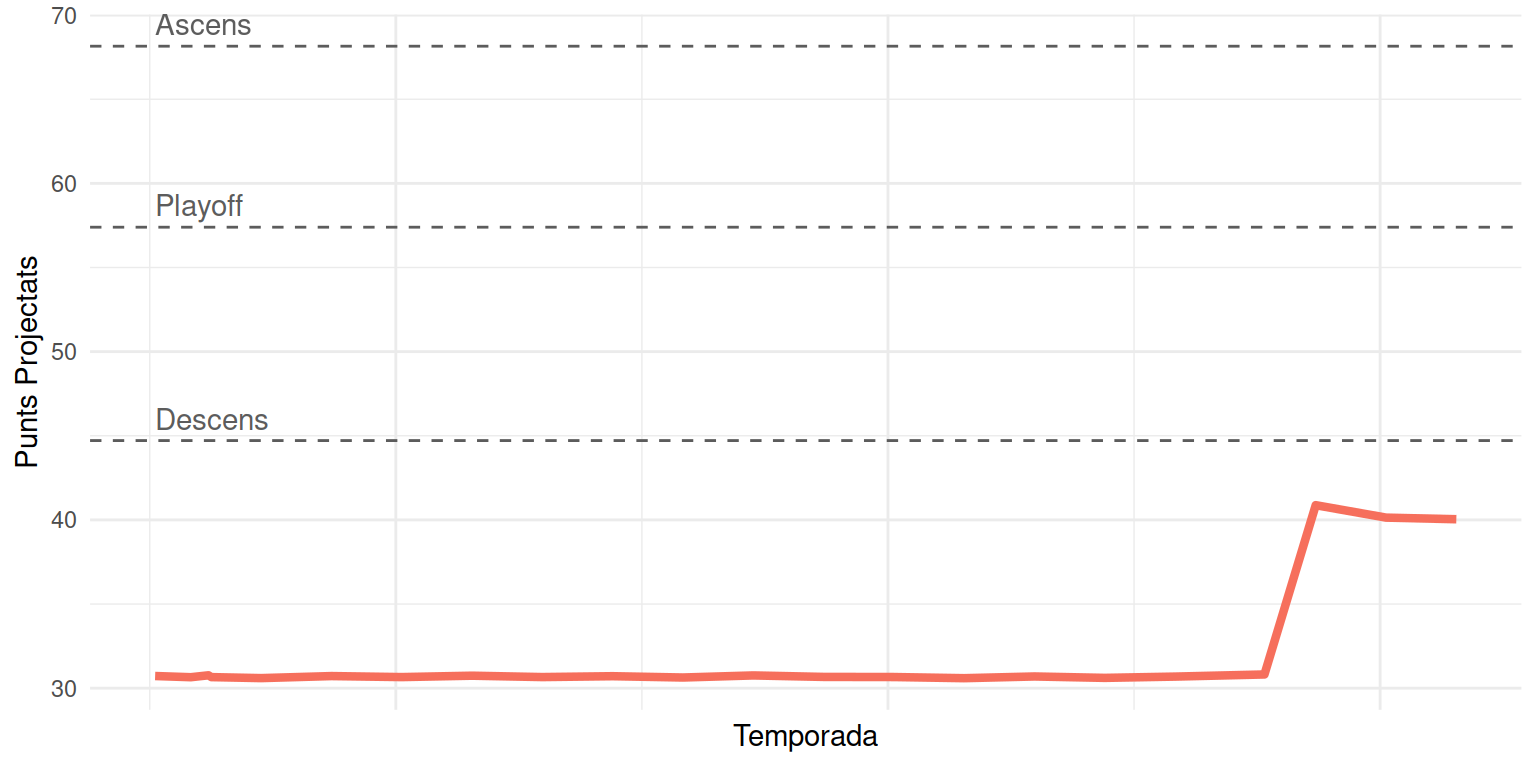 70
Ascens
60
Playoff
Punts Projectats
50
Descens
40
30
Temporada